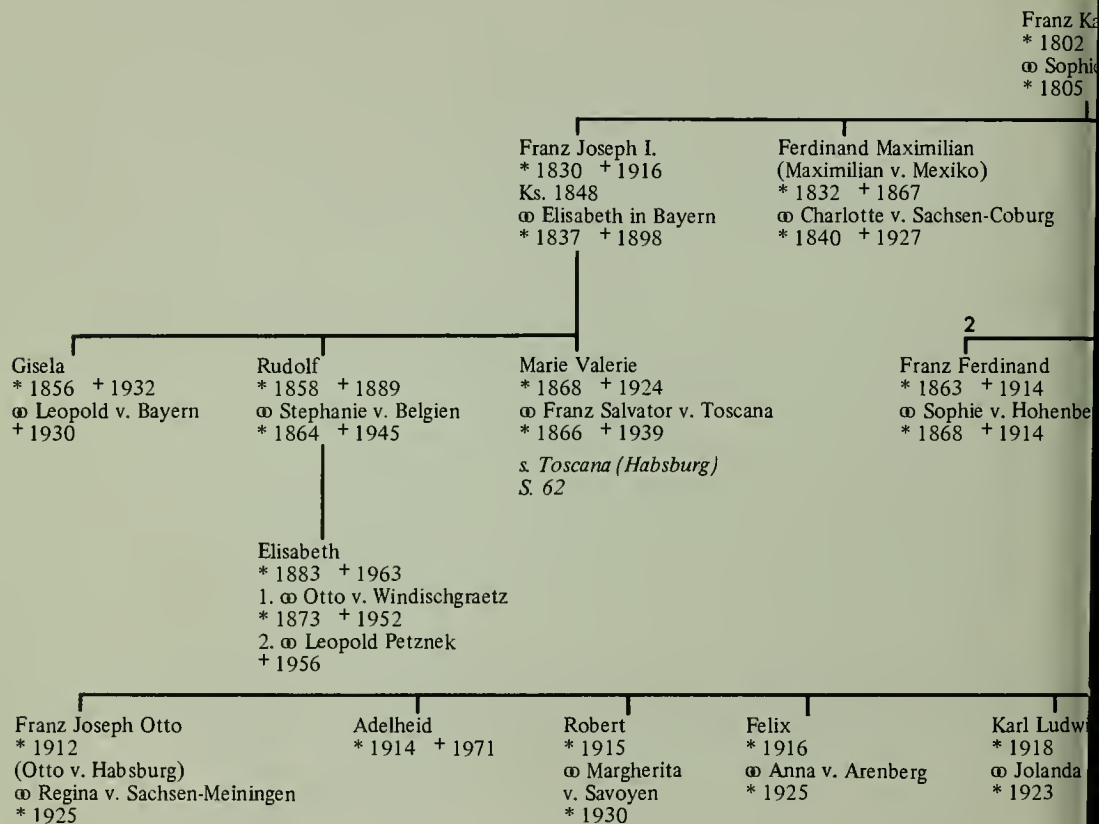 Franz Ka
* 1802
⚭ Sophie
* 1805
Franz Joseph I.
* 1830 + 1916
Ks. 1848
⚭ Elisabeth in Bayern
* 1837 + 1898
Ferdinand Maximilian
(Maximilian v. Mexiko)
* 1832 + 1867
⚭ Charlotte v. Sachsen-Coburg
* 1840 + 1927
Gisela
* 1856 + 1932
⚭ Leopold v. Bayern
+ 1930
Rudolf
* 1858 + 1889
⚭ Stephanie v. Belgien
* 1864 + 1945
Marie Valerie
* 1868 + 1924
⚭ Franz Salvator v. Toscana
* 1866 + 1939
s. Toscana (Habsburg)
S. 62
2
Franz Ferdinand
* 1863 + 1914
⚭ Sophie v. Hohenbe
* 1868 + 1914
Elisabeth
* 1883 + 1963
1. ⚭ Otto v. Windischgraetz
* 1873 + 1952
2. ⚭ Leopold Petznek
+ 1956
Franz Joseph Otto
* 1912
(Otto v. Habsburg)
⚭ Regina v. Sachsen-Meiningen
* 1925
Adelheid
* 1914 + 1971
Robert
* 1915
⚭ Margherita
v. Savoyen
* 1930
Felix
* 1916
⚭ Anna v. Arenberg
* 1925
Karl Ludwi
* 1918
⚭ Jolanda
* 1923